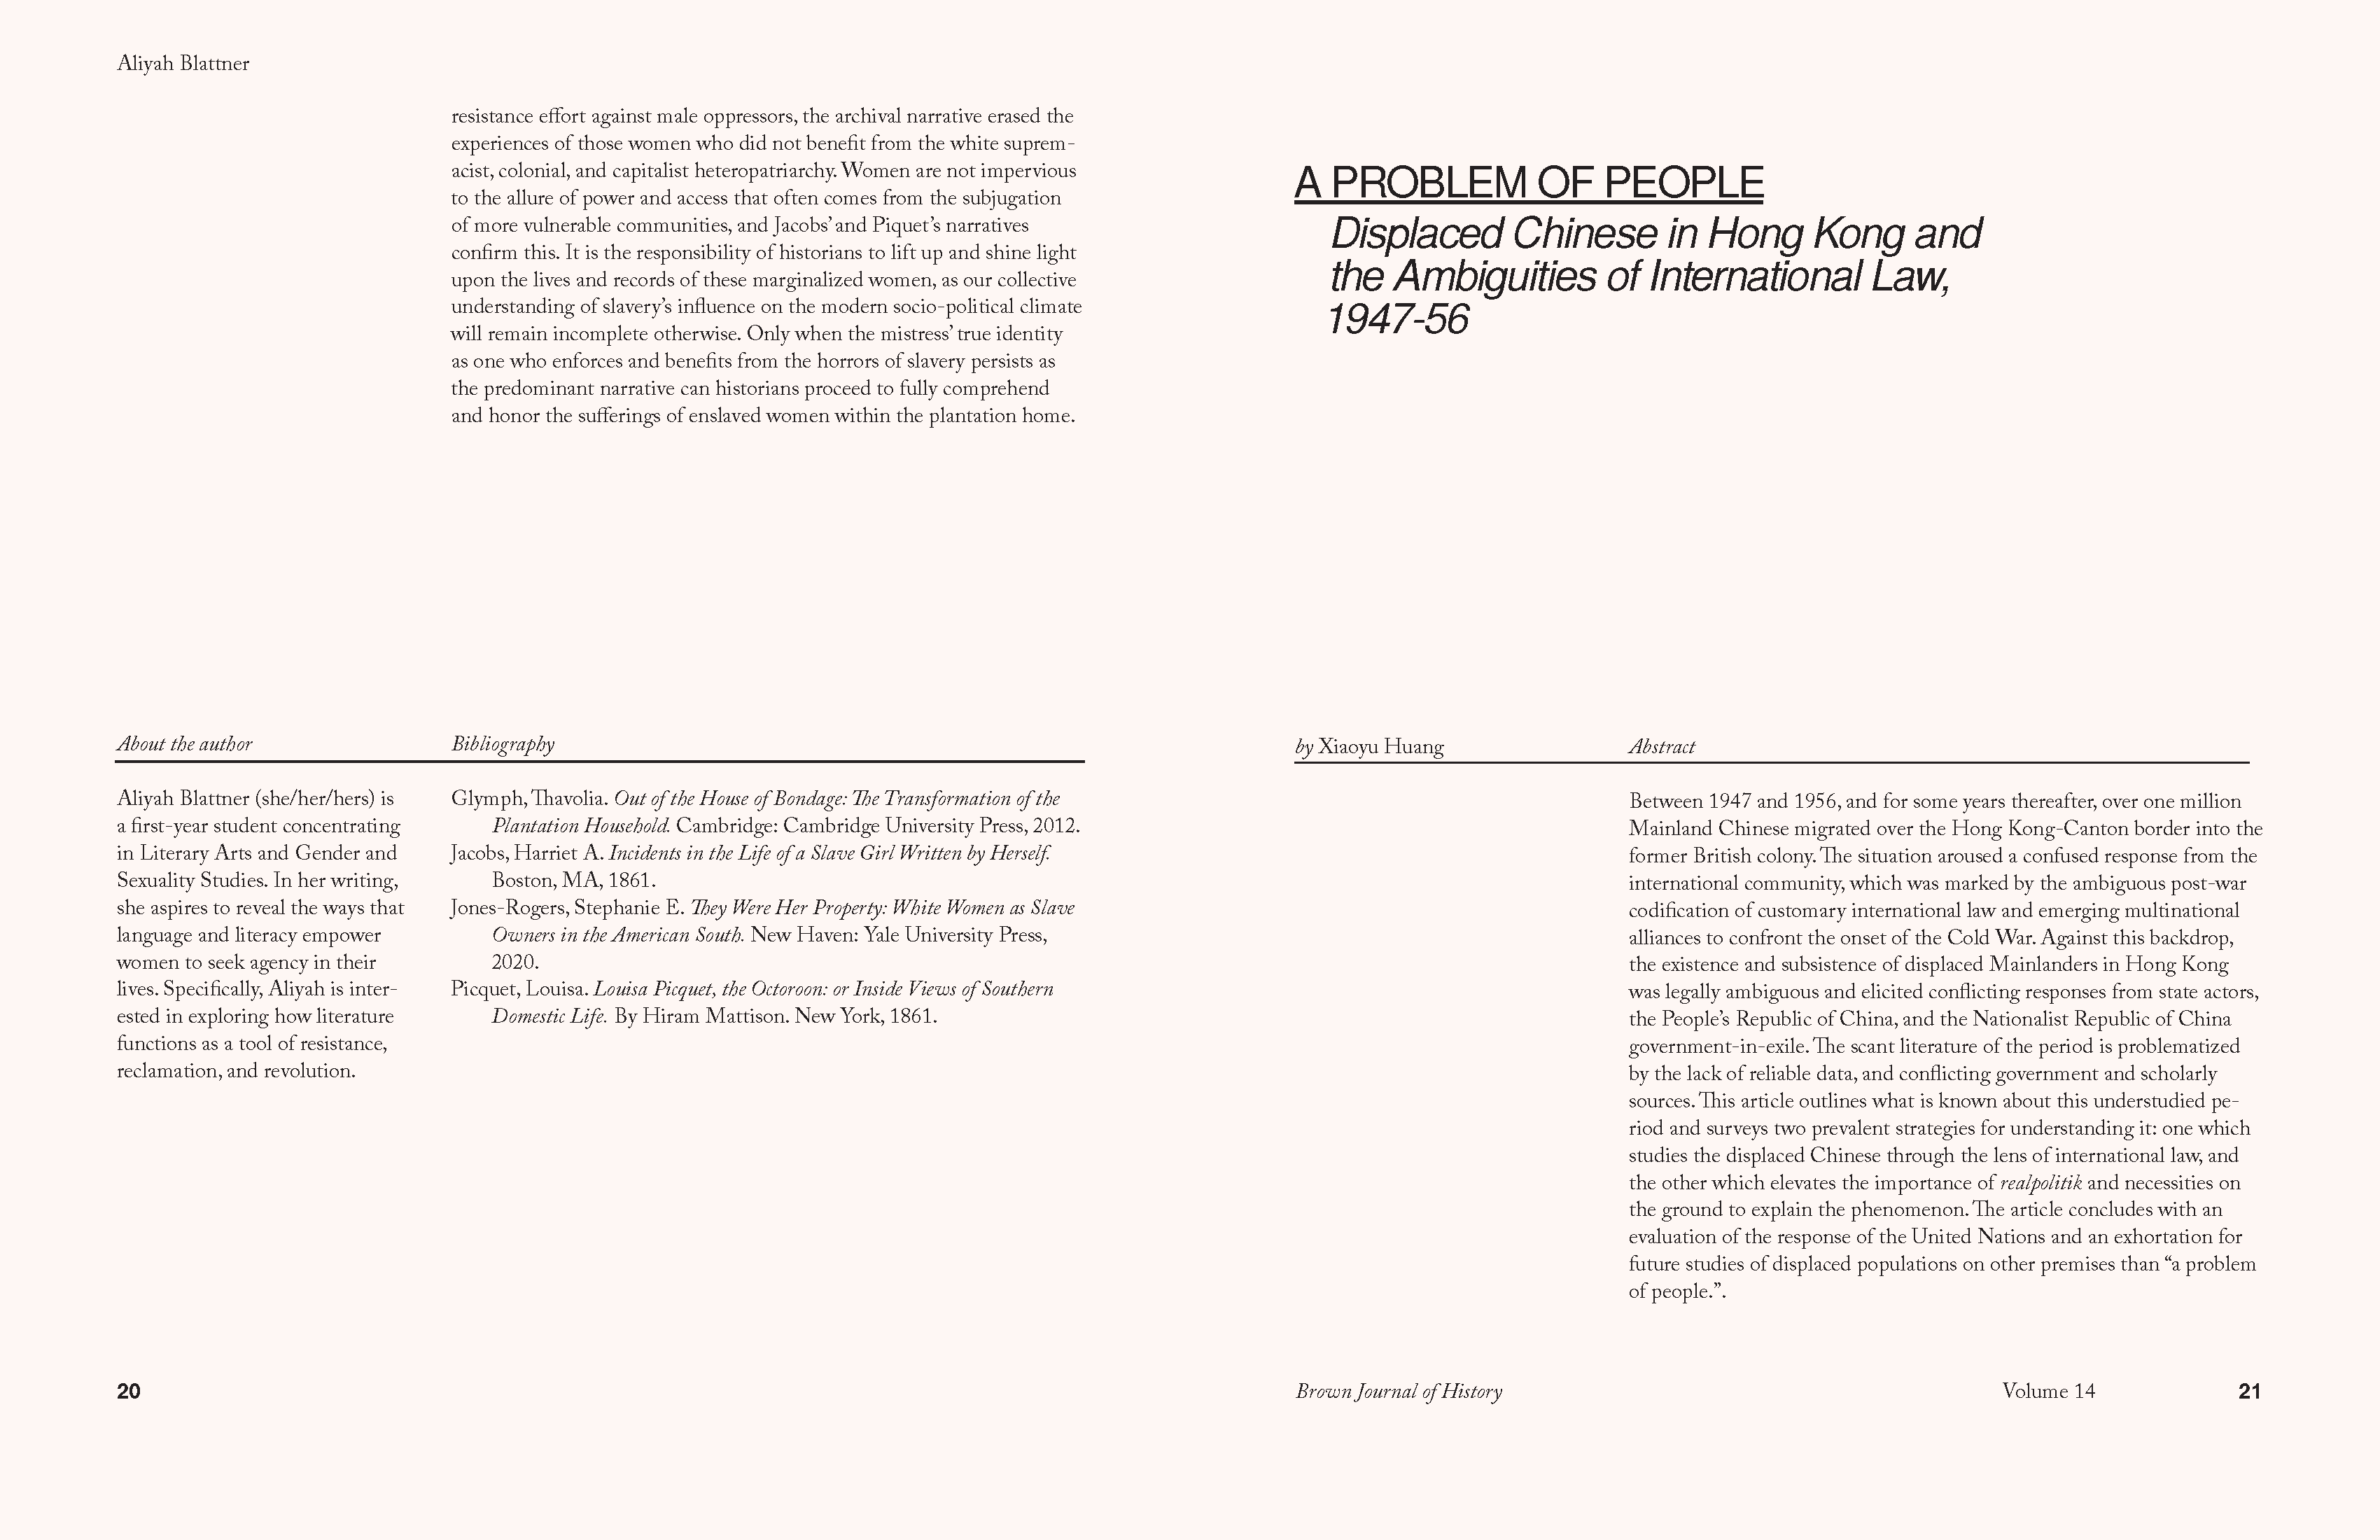 Aliyah Blattner
resistance effort against male oppressors, the archival narrative erased the
experiences of those women who did not benefit from the white suprem-
acist, colonial, and capitalist heteropatriarchy. Women are not impervious
to the allure of power and access that often comes from the subjugation
of more vulnerable communities, and Jacobs’ and Piquet’s narratives
confirm this. It is the responsibility of historians to lift up and shine light
upon the lives and records of these marginalized women, as our collective
understanding of slavery’s influence on the modern socio-political climate
will remain incomplete otherwise. Only when the mistress’ true identity
as one who enforces and benefits from the horrors of slavery persists as
the predominant narrative can historians proceed to fully comprehend
and honor the sufferings of enslaved women within the plantation home.
About the author
Aliyah Blattner (she/her/hers) is
a first-year student concentrating
in Literary Arts and Gender and
Sexuality Studies. In her writing,
she aspires to reveal the ways that
language and literacy empower
women to seek agency in their
lives. Specifically, Aliyah is inter-
ested in exploring how literature
functions as a tool of resistance,
reclamation, and revolution.
Bibliography
Glymph, Thavolia. Out of the House of Bondage: The Transformation of the
Plantation Household. Cambridge: Cambridge University Press, 2012.
Jacobs, Harriet A. Incidents in the Life of a Slave Girl Written by Herself.
Boston, MA, 1861.
Jones-Rogers, Stephanie E. They Were Her Property: White Women as Slave
Owners in the American South. New Haven: Yale University Press,
2020.
Picquet, Louisa. Louisa Picquet, the Octoroon: or Inside Views of Southern
Domestic Life. By Hiram Mattison. New York, 1861.
20
A PROBLEM OF PEOPLE
Displaced Chinese in Hong Kong and
the Ambiguities of International Law,
1947-56
by Xiaoyu Huang
Abstract
Between 1947 and 1956, and for some years thereafter, over one million
Mainland Chinese migrated over the Hong Kong-Canton border into the
former British colony. The situation aroused a confused response from the
international community, which was marked by the ambiguous post-war
codification of customary international law and emerging multinational
alliances to confront the onset of the Cold War. Against this backdrop,
the existence and subsistence of displaced Mainlanders in Hong Kong
was legally ambiguous and elicited conflicting responses from state actors,
the People’s Republic of China, and the Nationalist Republic of China
government-in-exile. The scant literature of the period is problematized
by the lack of reliable data, and conflicting government and scholarly
sources. This article outlines what is known about this understudied pe-
riod and surveys two prevalent strategies for understanding it: one which
studies the displaced Chinese through the lens of international law, and
the other which elevates the importance of realpolitik and necessities on
the ground to explain the phenomenon. The article concludes with an
evaluation of the response of the United Nations and an exhortation for
future studies of displaced populations on other premises than “a problem
of people.”.
Brown Journal of History
Volume 14
21